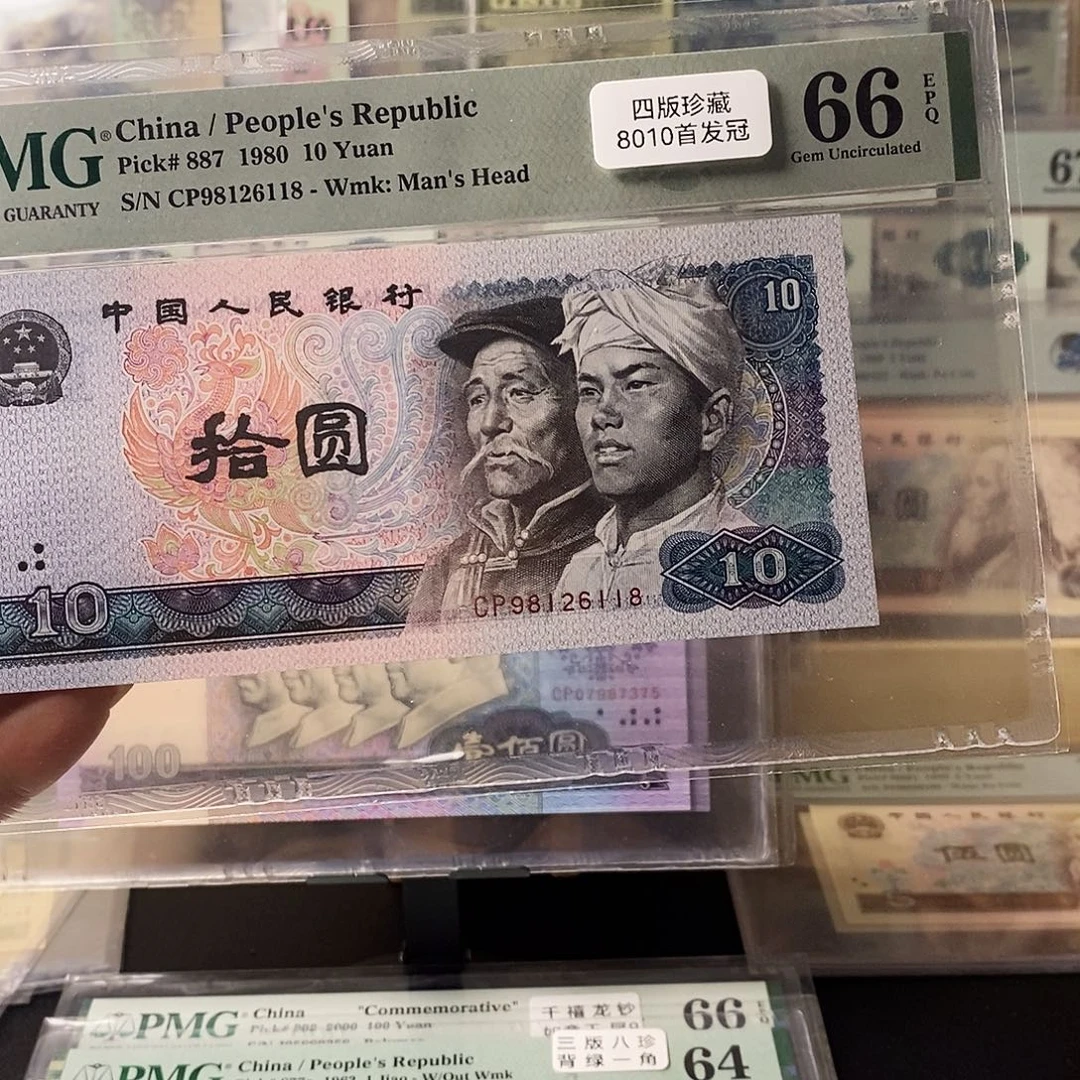 MG® China / People's Republic
Pick# 887 1980 10 Yuan
GUARANTY S/N CP98126118 - Wmk: Man's Head
四版珍藏
8010首发冠
66 EPQ
Gem Uncirculated
中国人民银行
10
拾圆
10
10
CP98126118
CP07987375
100
壹佰圆
伍圆
PMG China "Commemorative"
100 Yuan
千禧龙钞
66 EPQ
PMG® China / People's Republic
三版八珍
背绿一角
64